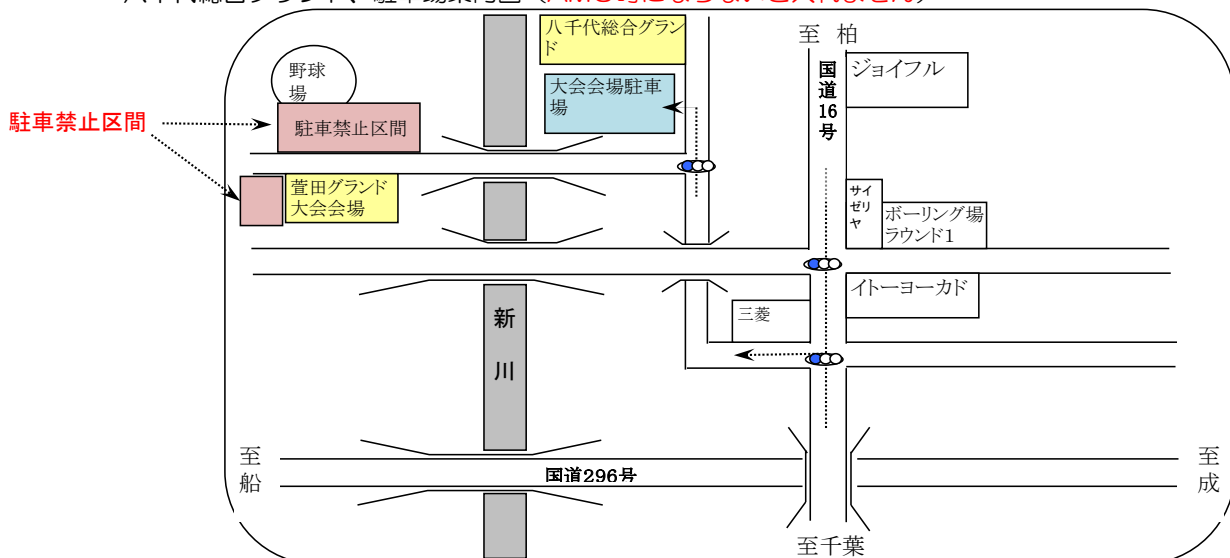 八千代総合グラン
ド
至 柏
国
道
16
号
ジョイフル
野球
場
大会会場駐車
場
駐車禁止区間
駐車禁止区間
萱田グランド
大会会場
サイ
ゼリ
ヤ
ボーリング場
ラウンド1
イトーヨーカド
三菱
新
川
至
船
国道296号
至
成
至千葉